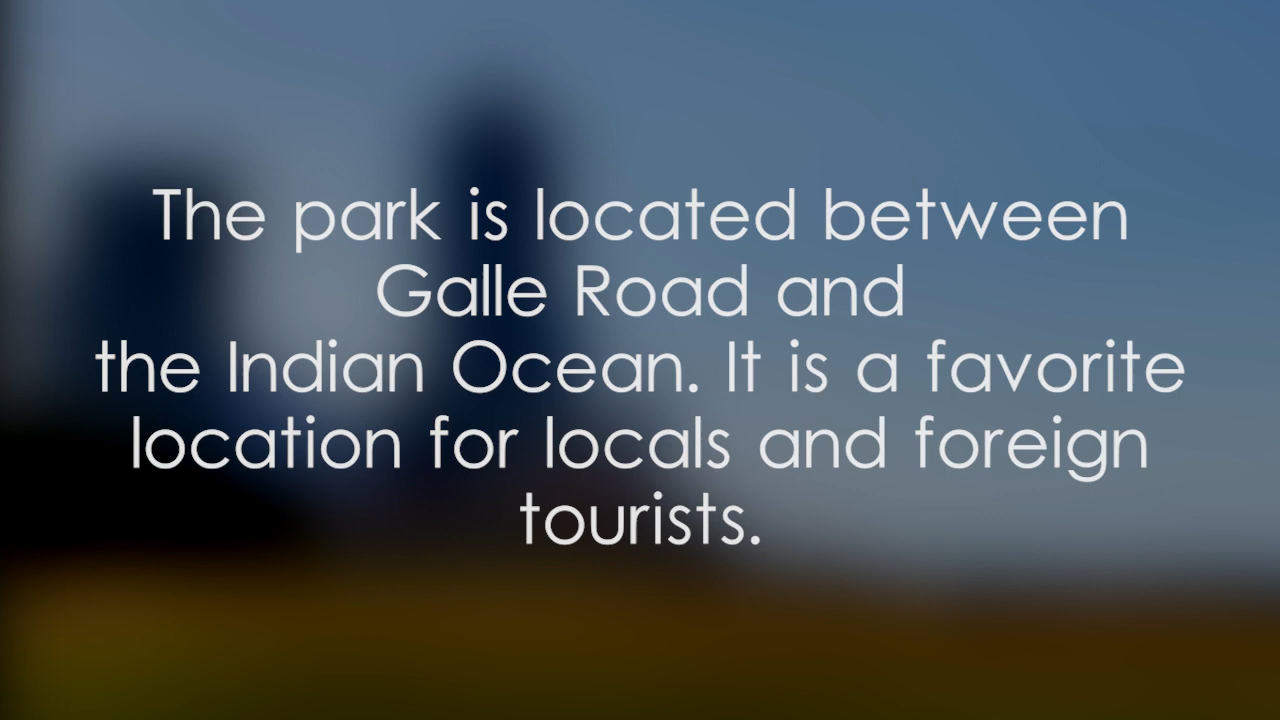 The park is located between
Galle Road and
the Indian Ocean. It is a favorite
location for locals and foreign
tourists.